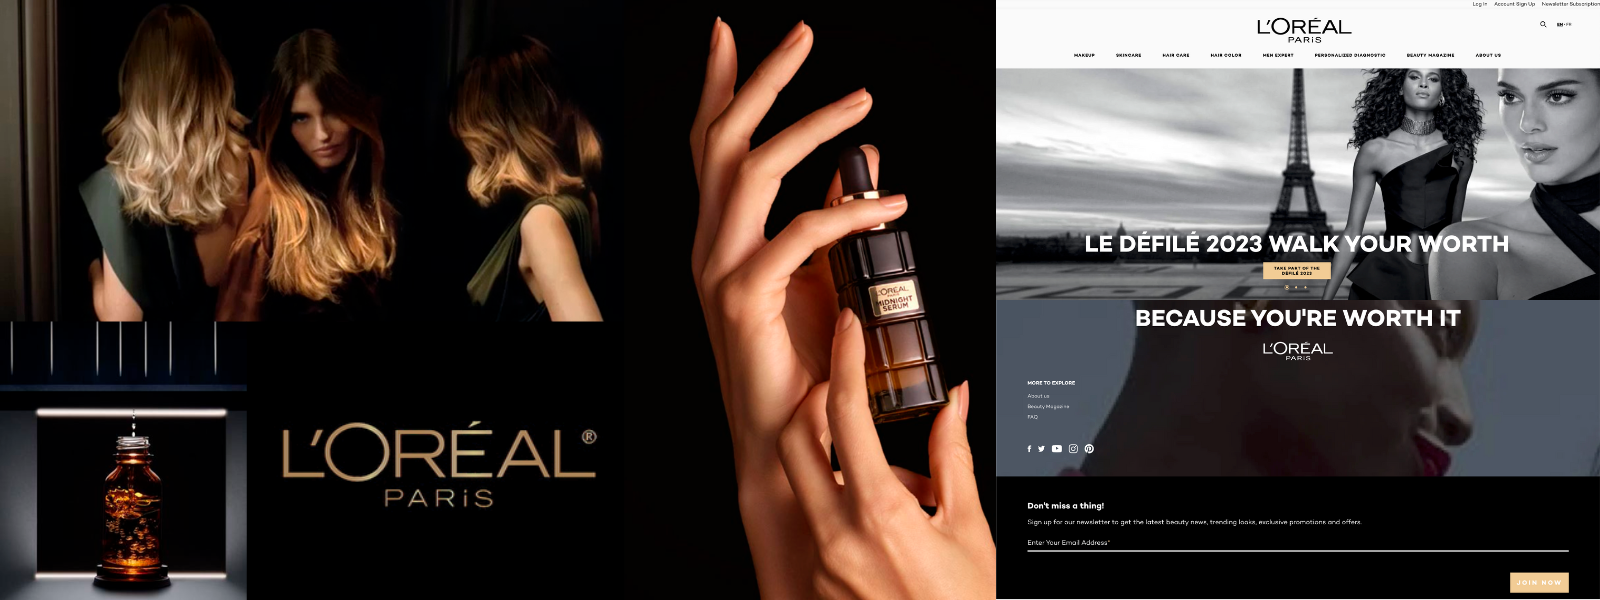 L'ORÉAL®
PARiS
L'ORÉAL
PARIS
MIDNIGHT
SERUM
Log In Account Sign Up Newsletter Subscription
L'ORÉAL
PARiS
EN • FR
MAKEUP SKINCARE HAIR CARE HAIR COLOR MEN EXPERT PERSONALIZED DIAGNOSTIC BEAUTY MAGAZINE ABOUT US
LE DÉFILÉ 2023 WALK YOUR WORTH
TAKE PART OF THE
DÉFILÉ 2023
BECAUSE YOU'RE WORTH IT
L'ORÉAL
PARiS
MORE TO EXPLORE
About us
Beauty Magazine
FAQ
Don't miss a thing!
Sign up for our newsletter to get the latest beauty news, trending looks, exclusive promotions and offers.
Enter Your Email Address*
JOIN NOW